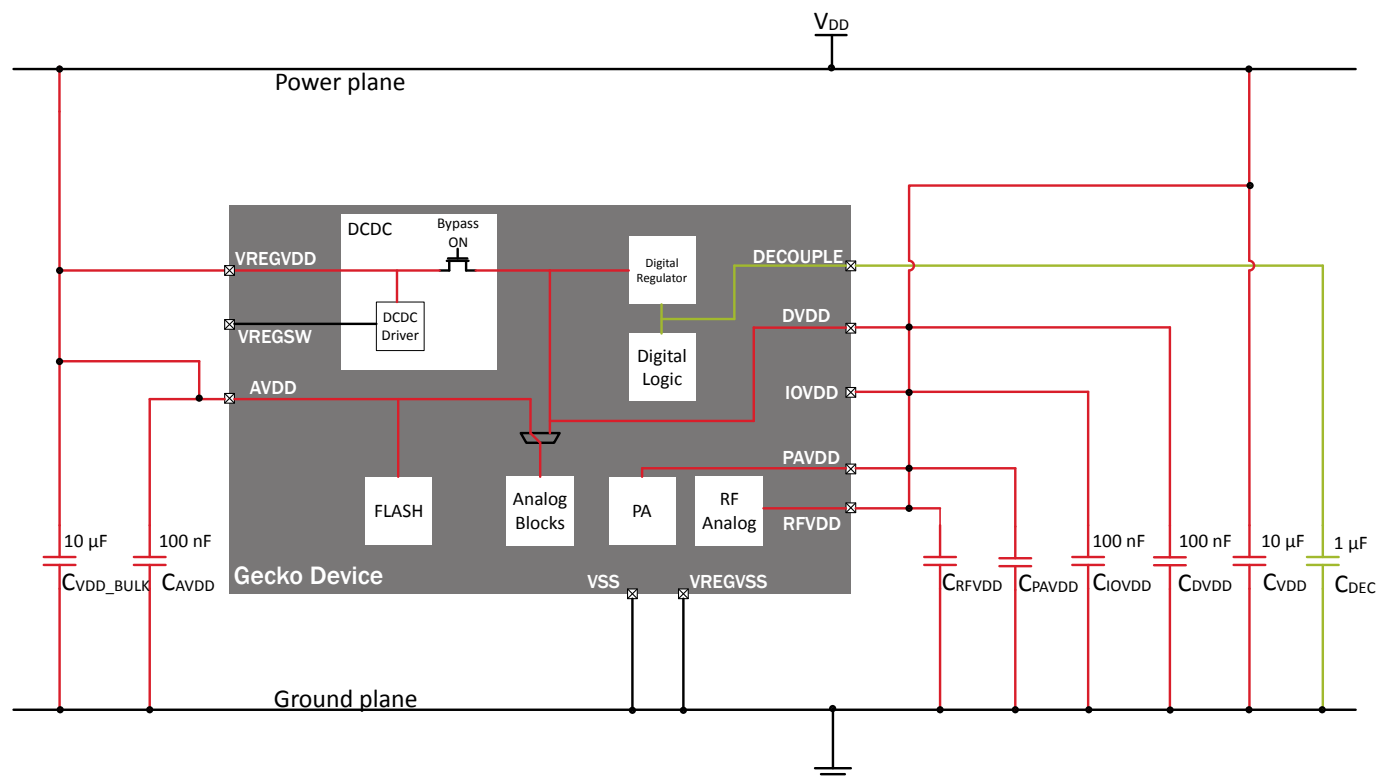 VDD
Power plane
DCDC
Bypass
ON
VREGVDD
Digital
Regulator
DECOUPLE
DCDC
Driver
VREGSW
DVDD
Digital
Logic
AVDD
IOVDD
PAVDD
FLASH
Analog
Blocks
PA
RF
Analog
RFVDD
10 µF
100 nF
100 nF
100 nF
10 µF
1 µF
CVDD_BULK
CAVDD
Gecko Device
VSS
VREGVSS
CRFVDD
CPAVDD
CIOVDD
CDVDD
CVDD
CDEC
Ground plane